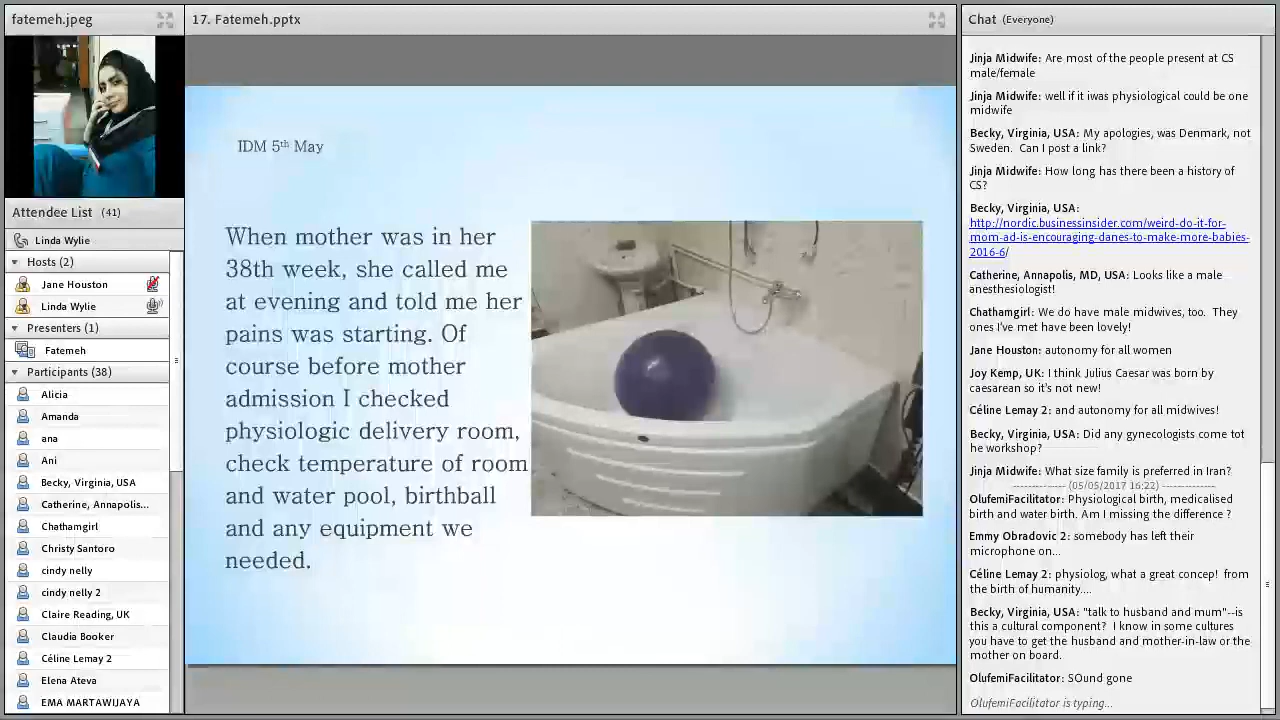 fatemeh.jpeg
17. Fatemeh.pptx
Chat (Everyone)
Attendee List (41)
Linda Wylie
Hosts (2)
Jane Houston
Linda Wylie
Presenters (1)
Fatemeh
Participants (38)
Alicia
Amanda
ana
Ani
Becky, Virginia, USA
Catherine, Annapolis...
Chathamgirl
Christy Santoro
cindy nelly
cindy nelly 2
Claire Reading, UK
Claudia Booker
Céline Lemay 2
Elena Ateva
EMA MARTAWIJAYA
IDM 5th May
When mother was in her
38th week, she called me
at evening and told me her
pains was starting. Of
course before mother
admission I checked
physiologic delivery room,
check temperature of room
and water pool, birthball
and any equipment we
needed.
Jinja Midwife: Are most of the people present at CS
male/female
Jinja Midwife: well if it iwas physiological could be one
midwife
Becky, Virginia, USA: My apologies, was Denmark, not
Sweden. Can I post a link?
Jinja Midwife: How long has there been a history of
CS?
Becky, Virginia, USA:
http://nordic.businessinsider.com/weird-do-it-for-
mom-ad-is-encouraging-danes-to-make-more-babies-
2016-6/
Catherine, Annapolis, MD, USA: Looks like a male
anesthesiologist!
Chathamgirl: We do have male midwives, too. They
ones I've met have been lovely!
Jane Houston: autonomy for all women
Joy Kemp, UK: I think Julius Caesar was born by
caesarean so it's not new!
Céline Lemay 2: and autonomy for all midwives!
Becky, Virginia, USA: Did any gynecologists come tot
he workshop?
Jinja Midwife: What size family is preferred in Iran?
--------------- (05/05/2017 16:22) ---------------
OlufemiFacilitator: Physiological birth, medicalised
birth and water birth. Am I missing the difference ?
Emmy Obradovic 2: somebody has left their
microphone on...
Céline Lemay 2: physiolog, what a great concep! from
the birth of humanity....
Becky, Virginia, USA: "talk to husband and mum"--is
this a cultural component? I know in some cultures
you have to get the husband and mother-in-law or the
mother on board.
OlufemiFacilitator: SOund gone
OlufemiFacilitator is typing...